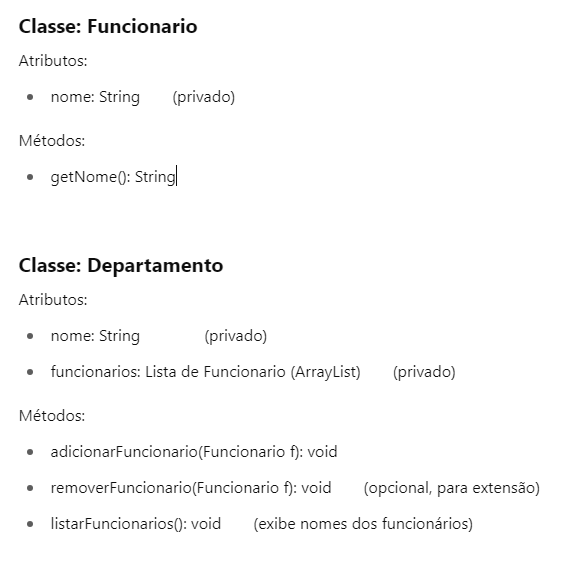 Classe: Funcionario
Atributos:
• nome: String (privado)
Métodos:
• getNome(): String
Classe: Departamento
Atributos:
• nome: String (privado)
• funcionarios: Lista de Funcionario (ArrayList) (privado)
Métodos:
• adicionarFuncionario(Funcionario f): void
• removerFuncionario(Funcionario f): void (opcional, para extensão)
• listarFuncionarios(): void (exibe nomes dos funcionários)